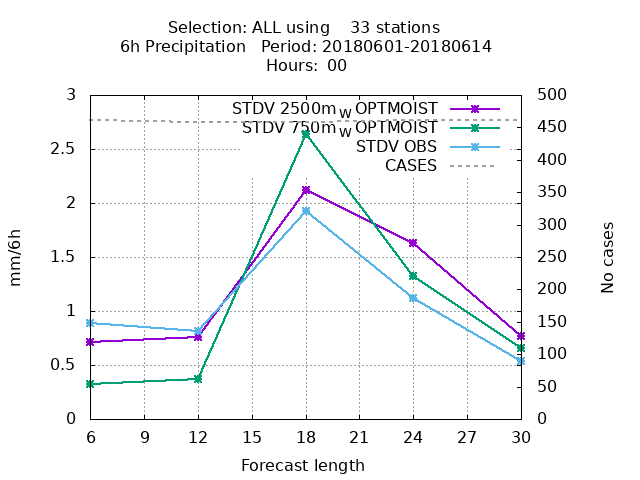 Selection: ALL using 33 stations
6h Precipitation Period: 20180601-20180614
Hours: 00
3 500
STDV 2500m_W OPTMOIST
STDV 750m_W OPTMOIST
450
2.5
STDV OBS
400
CASES
350
2
300
1.5 250
200
1
150
0.5 100
50
0 0
6 9 12 15 18 21 24 27 30
Forecast length
mm/6h
No cases